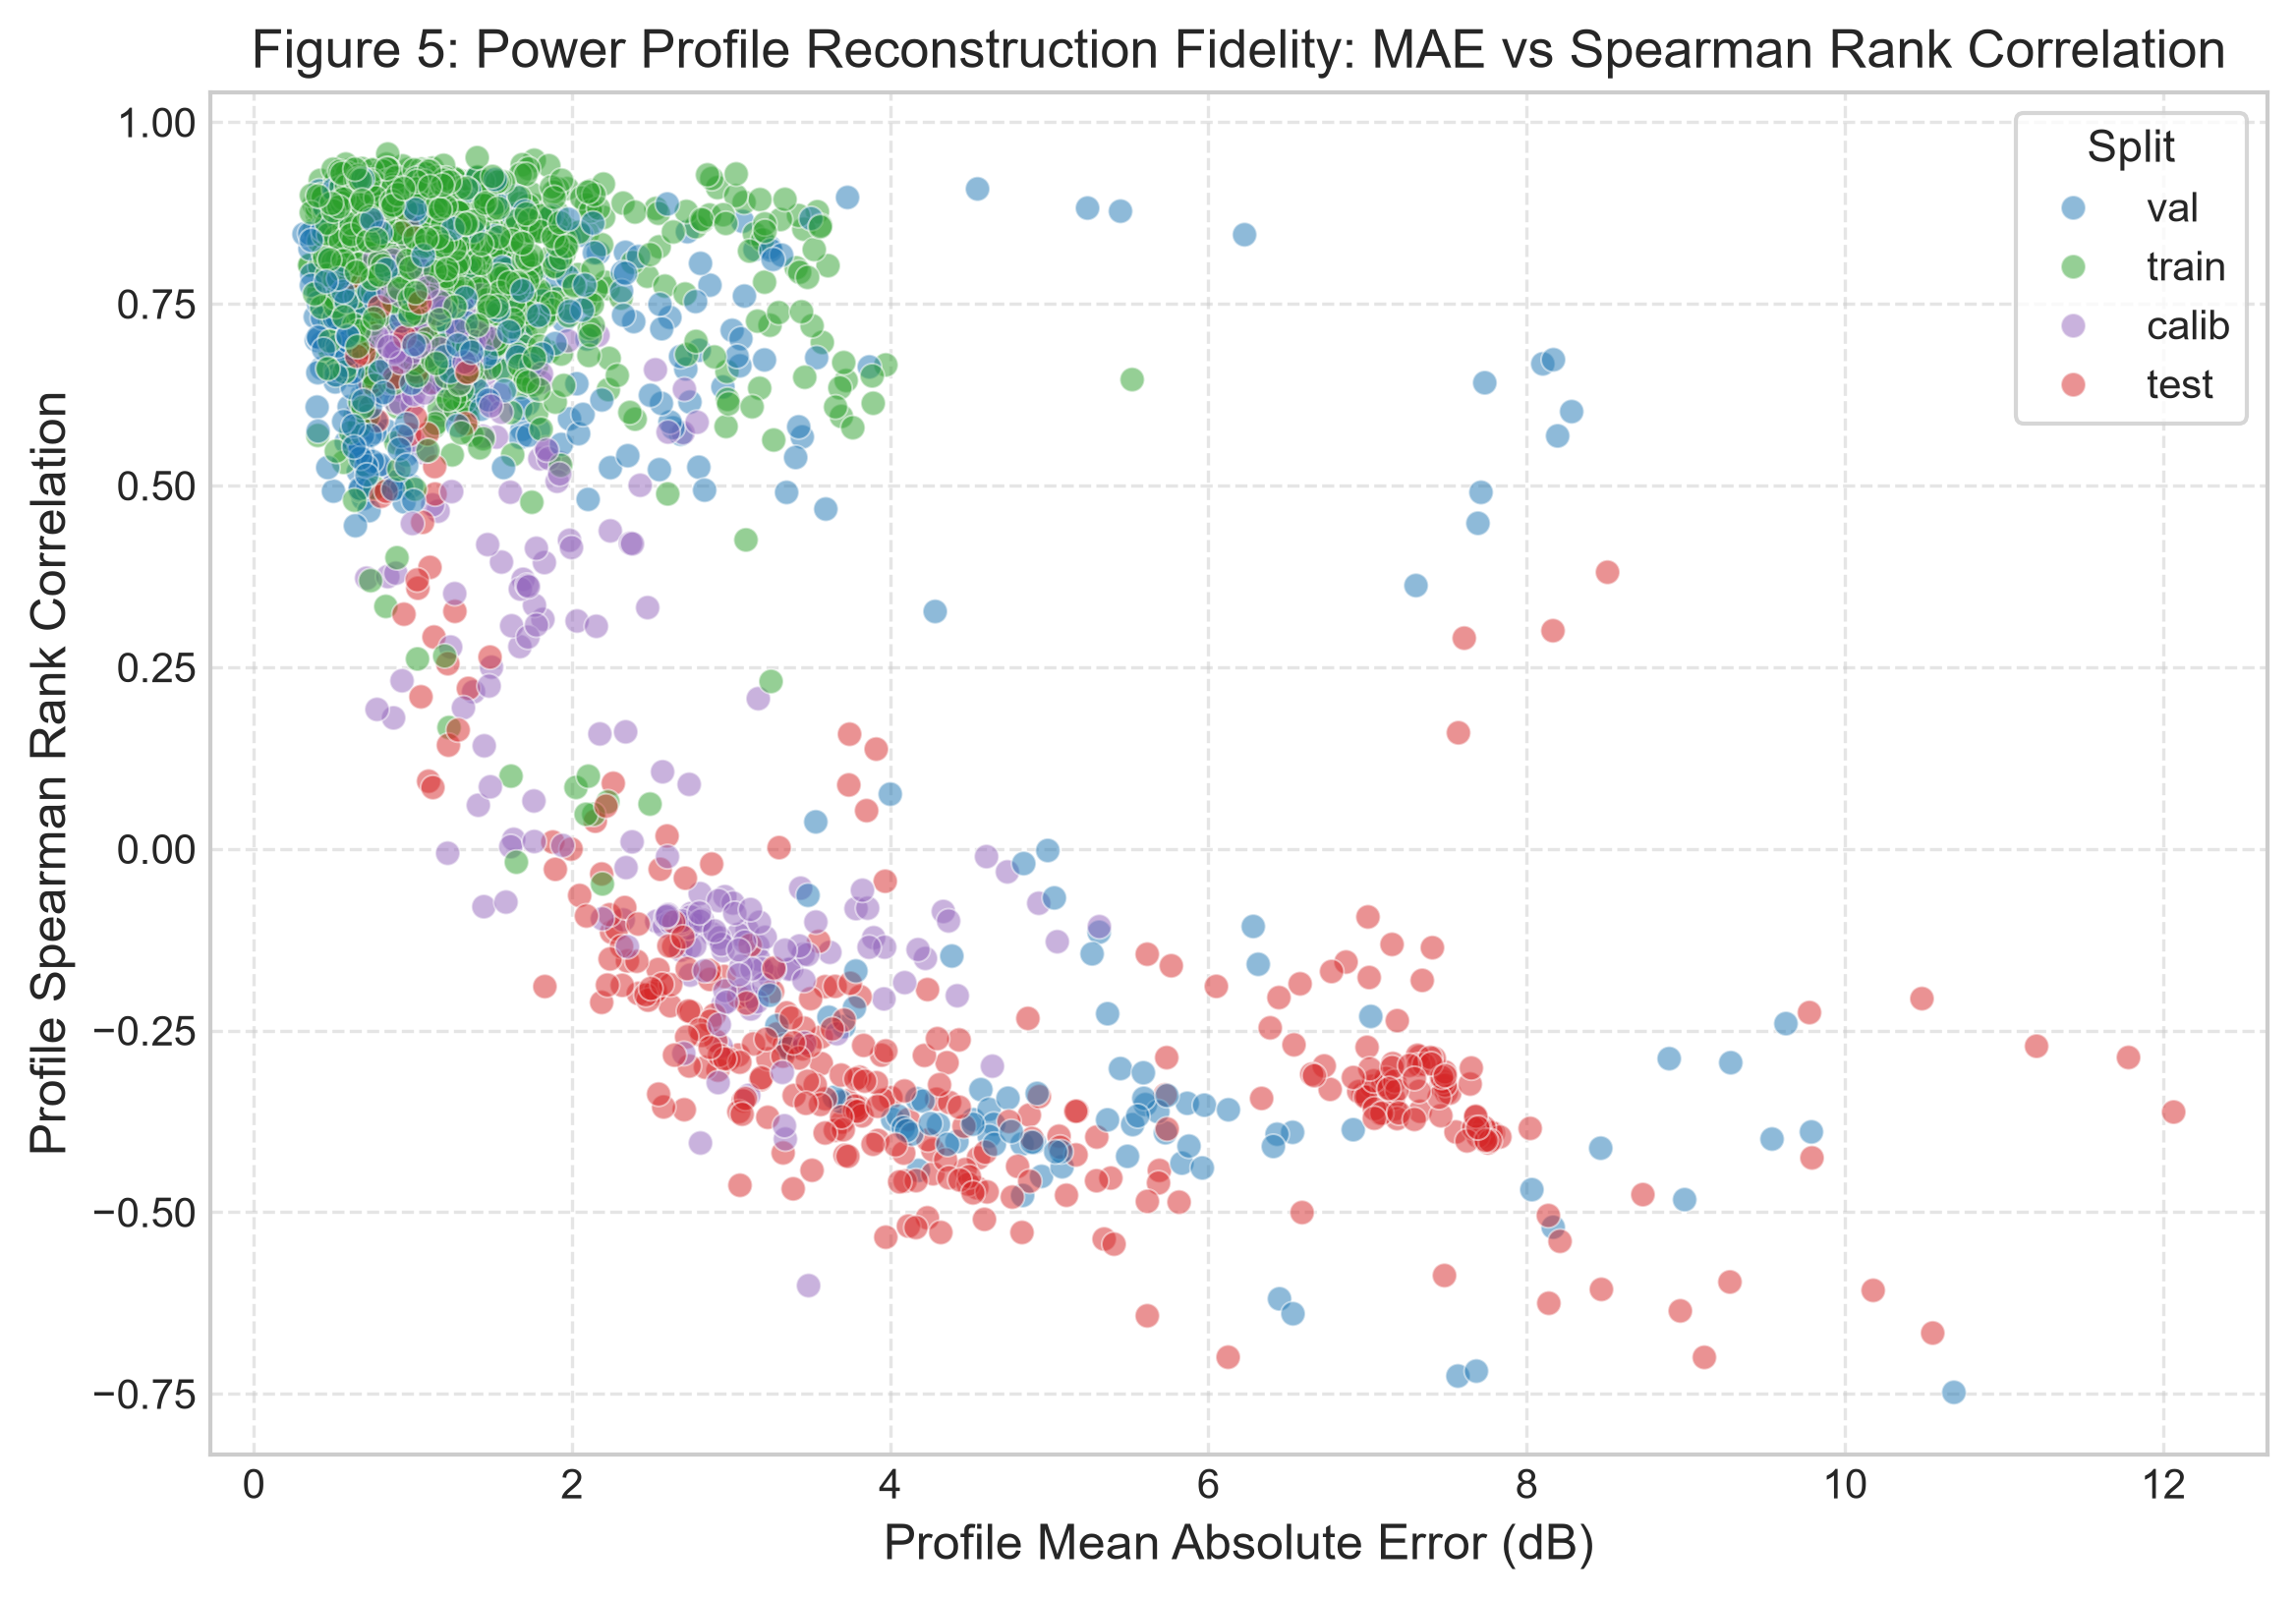 Figure 5: Power Profile Reconstruction Fidelity: MAE vs Spearman Rank Correlation
Split
val
train
calib
test
Profile Spearman Rank Correlation
1.00
0.75
0.50
0.25
0.00
−0.25
−0.50
−0.75
0 2 4 6 8 10 12
Profile Mean Absolute Error (dB)